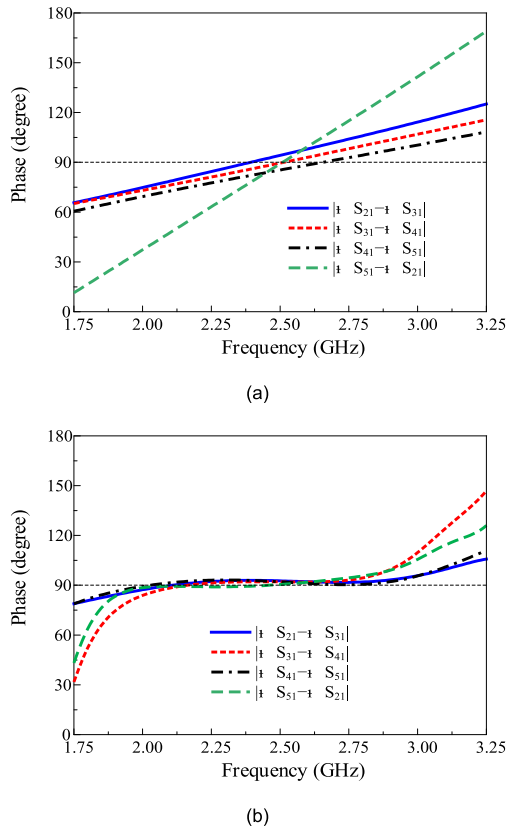 180
150
120
90
60
30
0
Phase (degree)
|ɫ S21−ɫ S31|
|ɫ S31−ɫ S41|
|ɫ S41−ɫ S51|
|ɫ S51−ɫ S21|
1.75 2.00 2.25 2.50 2.75 3.00 3.25
Frequency (GHz)
(a)
180
150
120
90
60
30
0
Phase (degree)
|ɫ S21−ɫ S31|
|ɫ S31−ɫ S41|
|ɫ S41−ɫ S51|
|ɫ S51−ɫ S21|
1.75 2.00 2.25 2.50 2.75 3.00 3.25
Frequency (GHz)
(b)